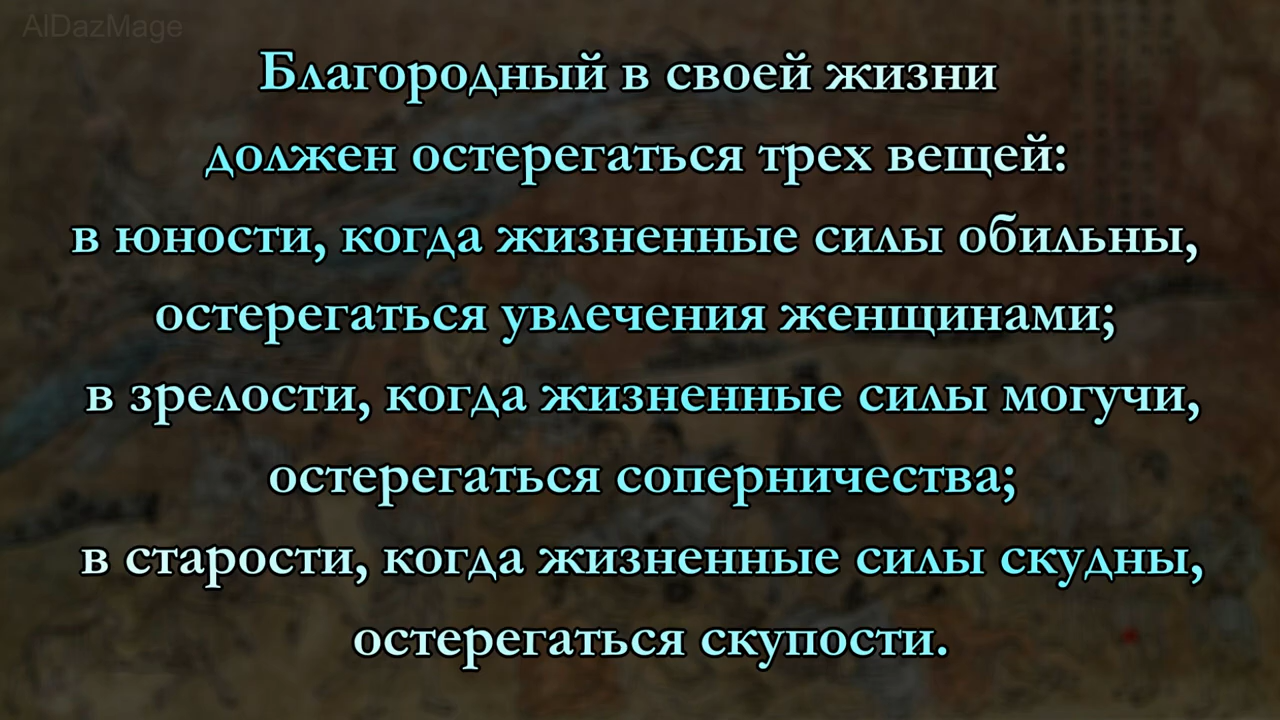 AlDazMage
Благородный в своей жизни
должен остерегаться трех вещей:
в юности, когда жизненные силы обильны,
остерегаться увлечения женщинами;
в зрелости, когда жизненные силы могучи,
остерегаться соперничества;
в старости, когда жизненные силы скудны,
остерегаться скупости.